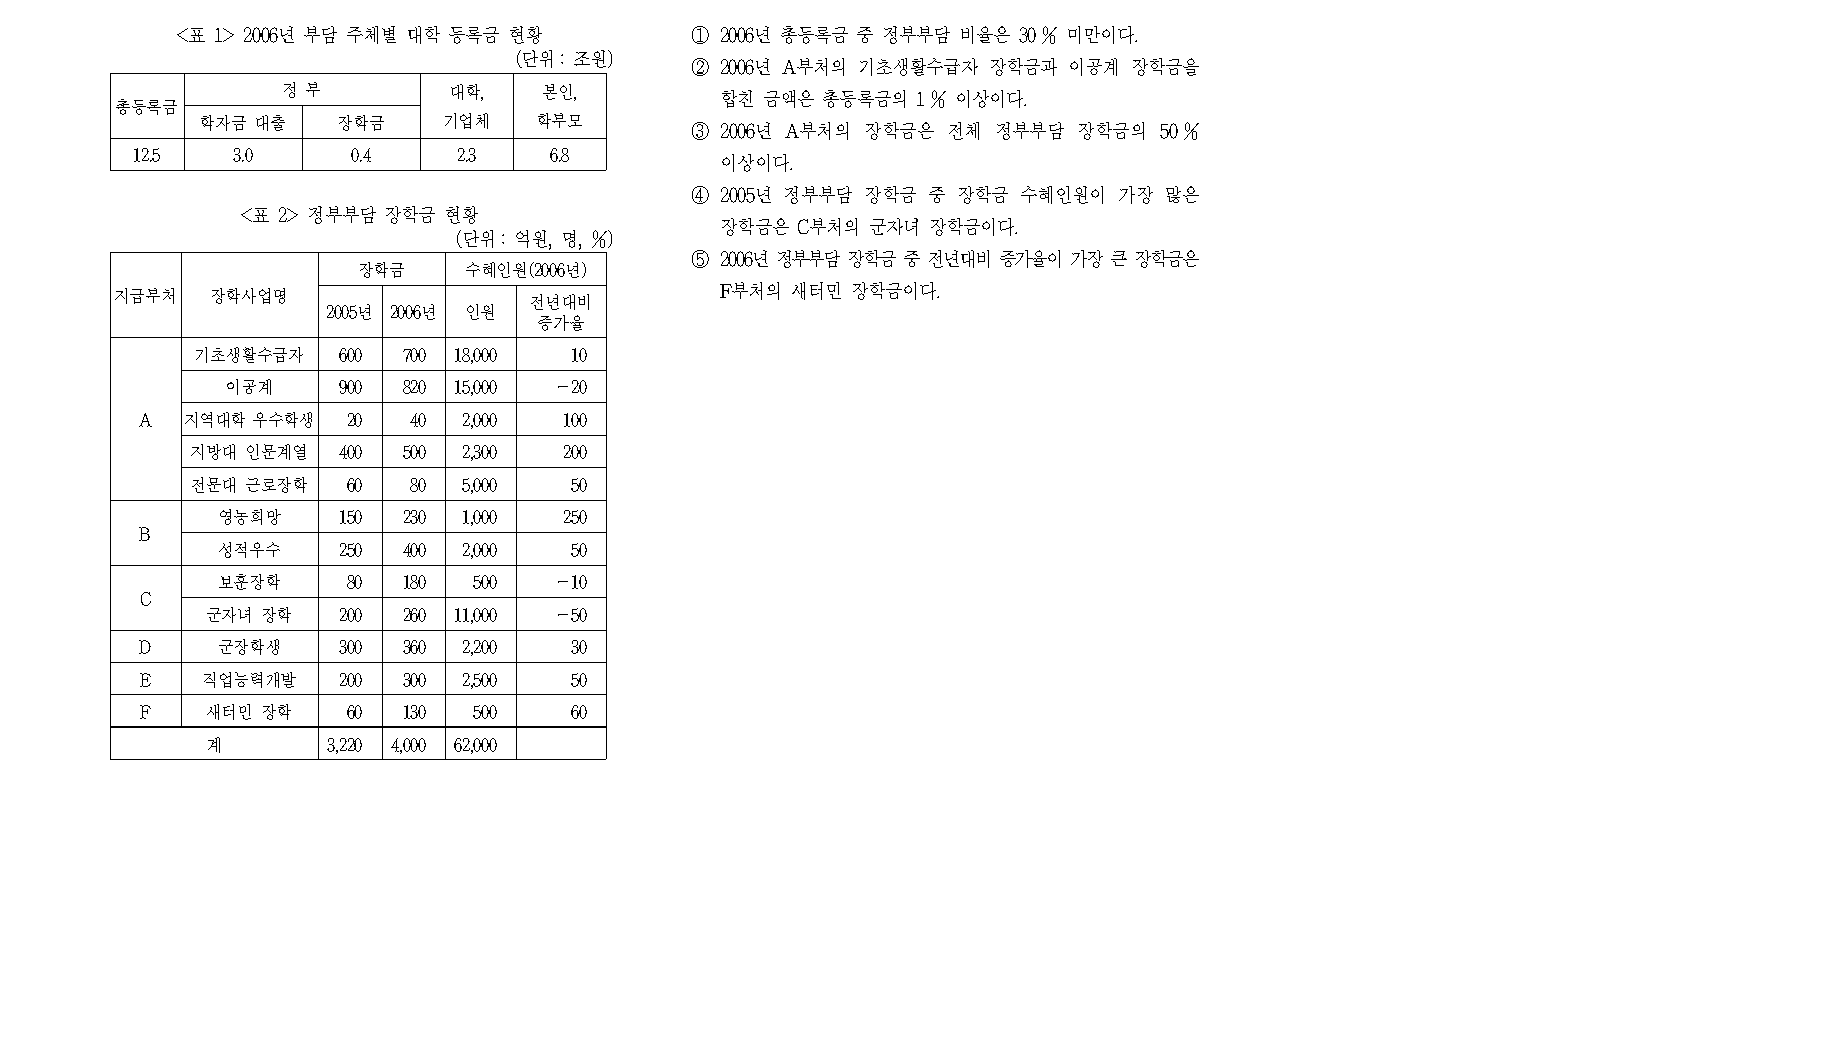 <표 1> 2006년 부담 주체별 대학 등록금 현황
(단위 : 조원)
총등록금 정 부 대학, 기업체 본인, 학부모
학자금 대출 장학금
12.5 3.0 0.4 2.3 6.8
<표 2> 정부부담 장학금 현황
(단위 : 억원, 명, %)
지급부처 장학사업명 장학금 수혜인원(2006년)
2005년 2006년 인원 전년대비 증가율
A 기초생활수급자 600 700 18,000 10
이공계 900 820 15,000 -20
지역대학 우수학생 20 40 2,000 100
지방대 인문계열 400 500 2,300 200
전문대 근로장학 60 80 5,000 50
B 영농희망 150 230 1,000 250
성적우수 250 400 2,000 50
C 보훈장학 80 180 500 -10
군자녀 장학 200 260 11,000 -50
D 군장학생 300 360 2,200 30
E 직업능력개발 200 300 2,500 50
F 새터민 장학 60 130 500 60
계 3,220 4,000 62,000
① 2006년 총등록금 중 정부부담 비율은 30 % 미만이다.
② 2006년 A부처의 기초생활수급자 장학금과 이공계 장학금을
합친 금액은 총등록금의 1 % 이상이다.
③ 2006년 A부처의 장학금은 전체 정부부담 장학금의 50 %
이상이다.
④ 2005년 정부부담 장학금 중 장학금 수혜인원이 가장 많은
장학금은 C부처의 군자녀 장학금이다.
⑤ 2006년 정부부담 장학금 중 전년대비 증가율이 가장 큰 장학금은
F부처의 새터민 장학금이다.